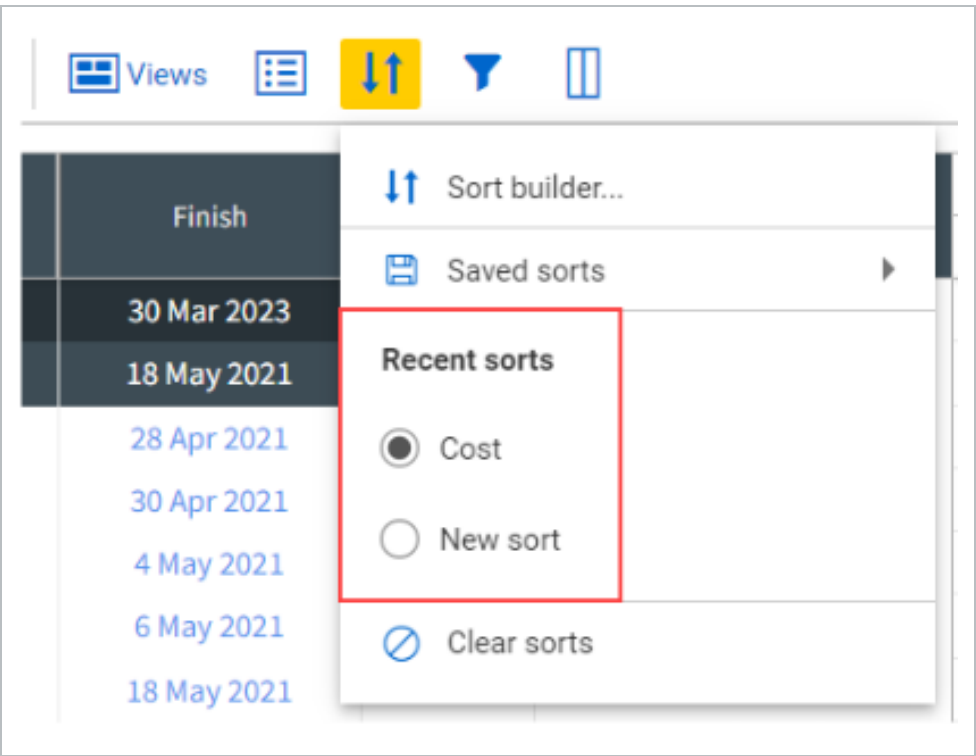 Views
Finish
30 Mar 2023
18 May 2021
28 Apr 2021
30 Apr 2021
4 May 2021
6 May 2021
18 May 2021
Sort builder...
Saved sorts
Recent sorts
Cost
New sort
Clear sorts